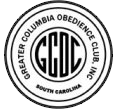 GREATER COLUMBIA OBEDIENCE CLUB, INC
GCOC
SOUTH CAROLINA